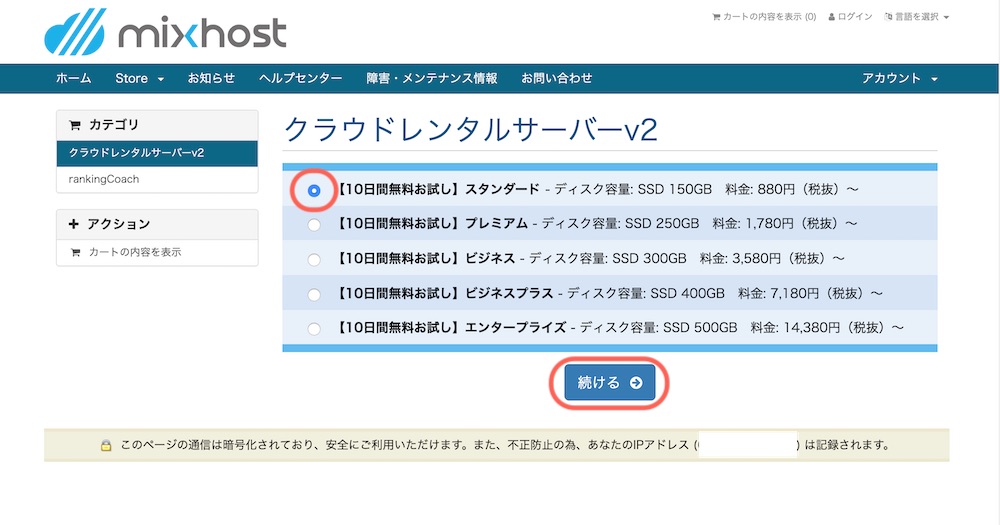 mixhost
カートの内容を表示 (0) ログイン 言語を選択
ホーム Store お知らせ ヘルプセンター 障害・メンテナンス情報 お問い合わせ アカウント
カテゴリ
クラウドレンタルサーバーv2
rankingCoach
アクション
カートの内容を表示
クラウドレンタルサーバーv2
【10日間無料お試し】スタンダード - ディスク容量: SSD 150GB 料金: 880円（税抜）〜
【10日間無料お試し】プレミアム - ディスク容量: SSD 250GB 料金: 1,780円（税抜）〜
【10日間無料お試し】ビジネス - ディスク容量: SSD 300GB 料金: 3,580円（税抜）〜
【10日間無料お試し】ビジネスプラス - ディスク容量: SSD 400GB 料金: 7,180円（税抜）〜
【10日間無料お試し】エンタープライズ - ディスク容量: SSD 500GB 料金: 14,380円（税抜）〜
続ける
このページの通信は暗号化されており、安全にご利用いただけます。また、不正防止の為、あなたのIPアドレス ( ) は記録されます。